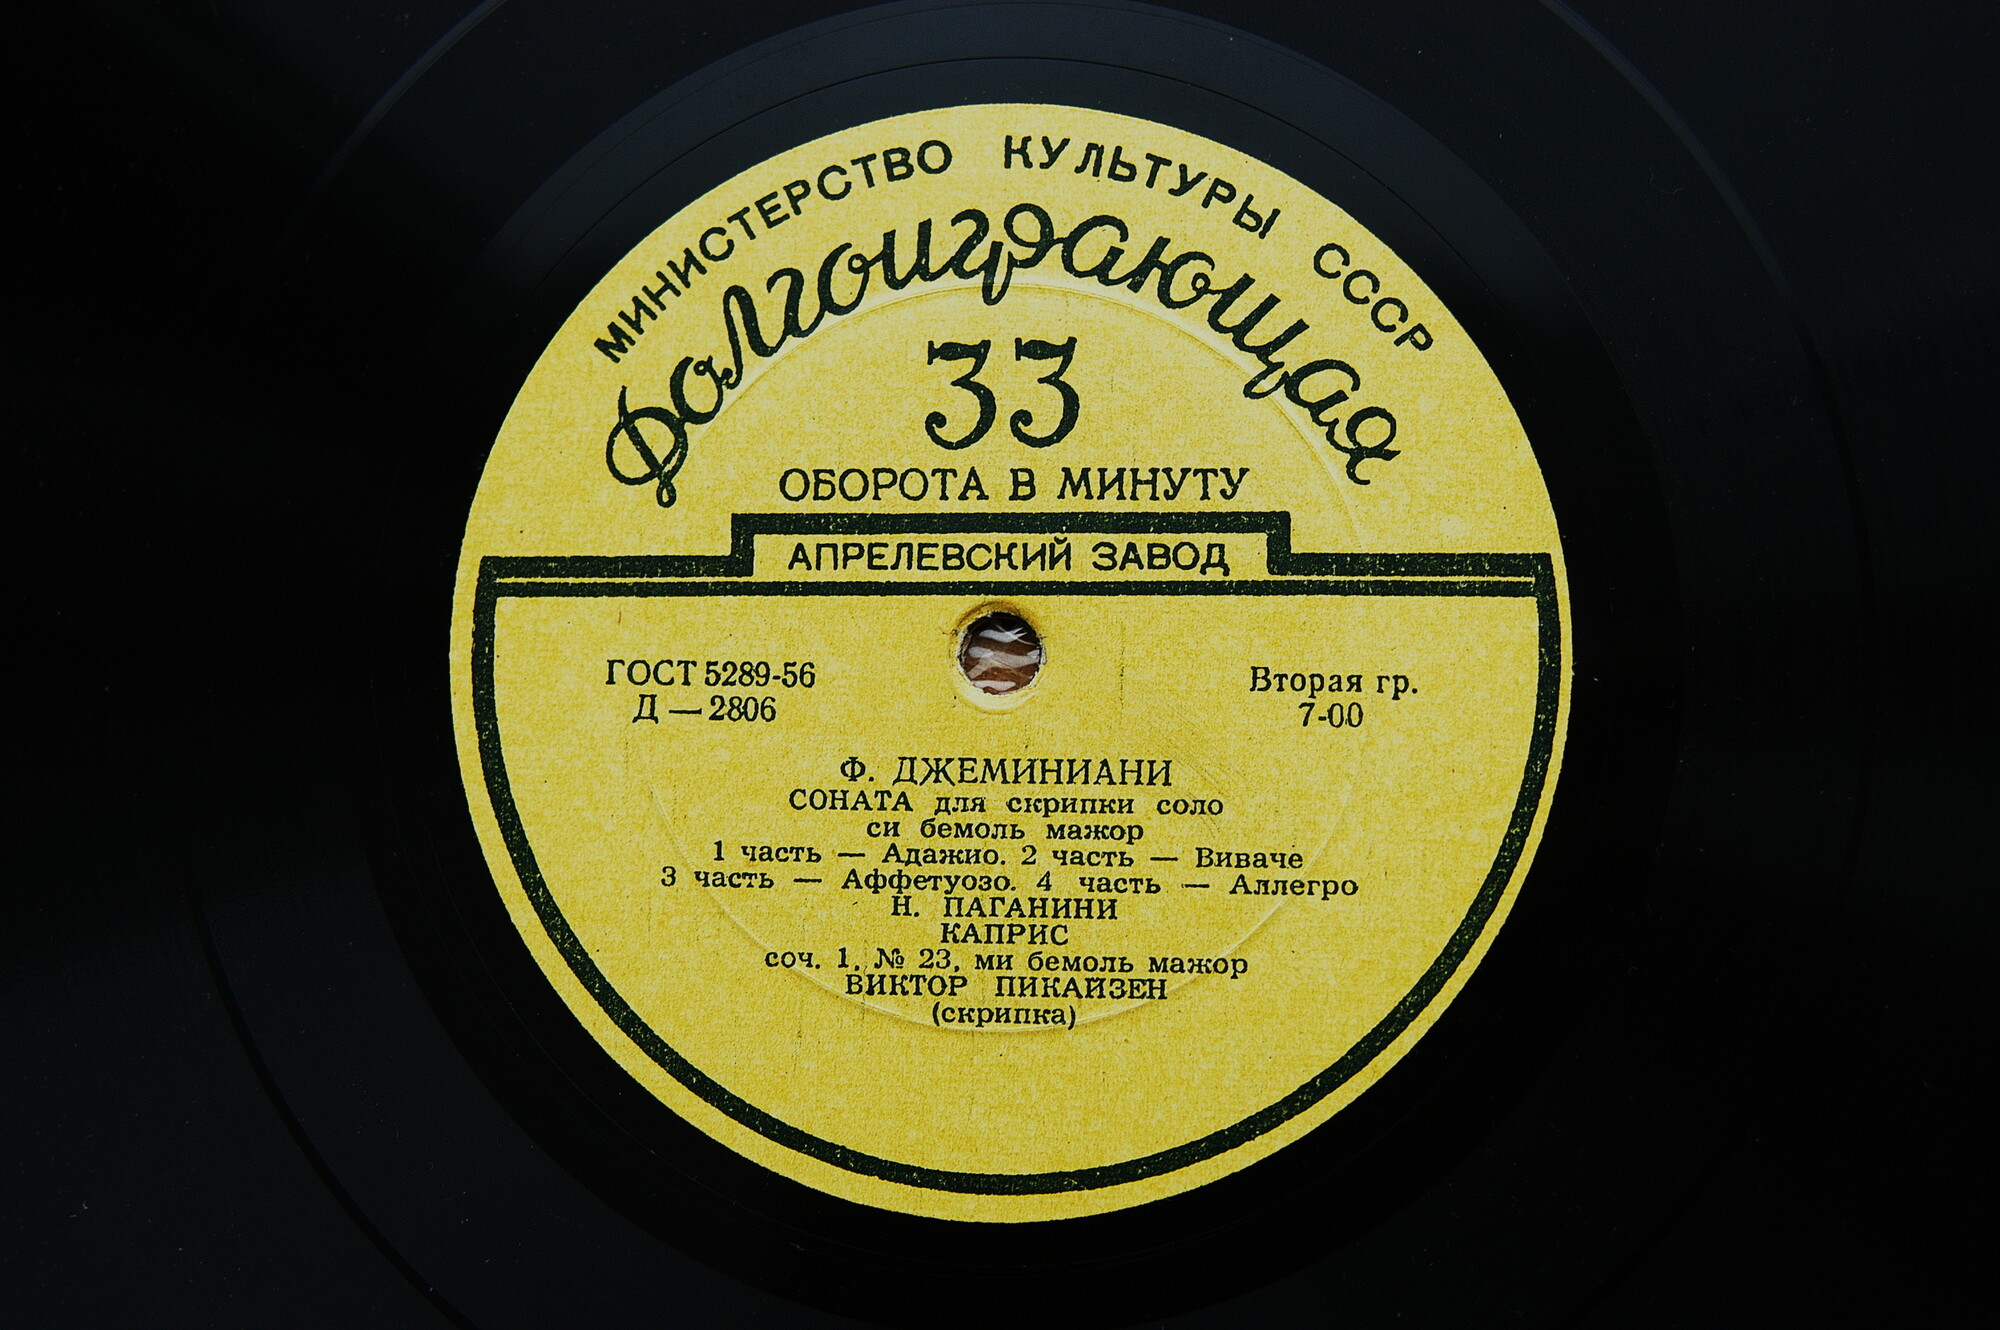 МИНИСТЕРСТВО КУЛЬТУРЫ СССР
Долгоиграющая
33
ОБОРОТА В МИНУТУ
АПРЕЛЕВСКИЙ ЗАВОД
ГОСТ 5289-56
Д — 2806
Вторая гр.
7-00
Ф. ДЖЕМИНИАНИ
СОНАТА для скрипки соло
си бемоль мажор
1 часть — Адажио. 2 часть — Виваче
3 часть — Аффетуозо. 4 часть — Аллегро
Н. ПАГАНИНИ
КАПРИС
соч. 1, № 23, ми бемоль мажор
ВИКТОР ПИКАЙЗЕН
(скрипка)